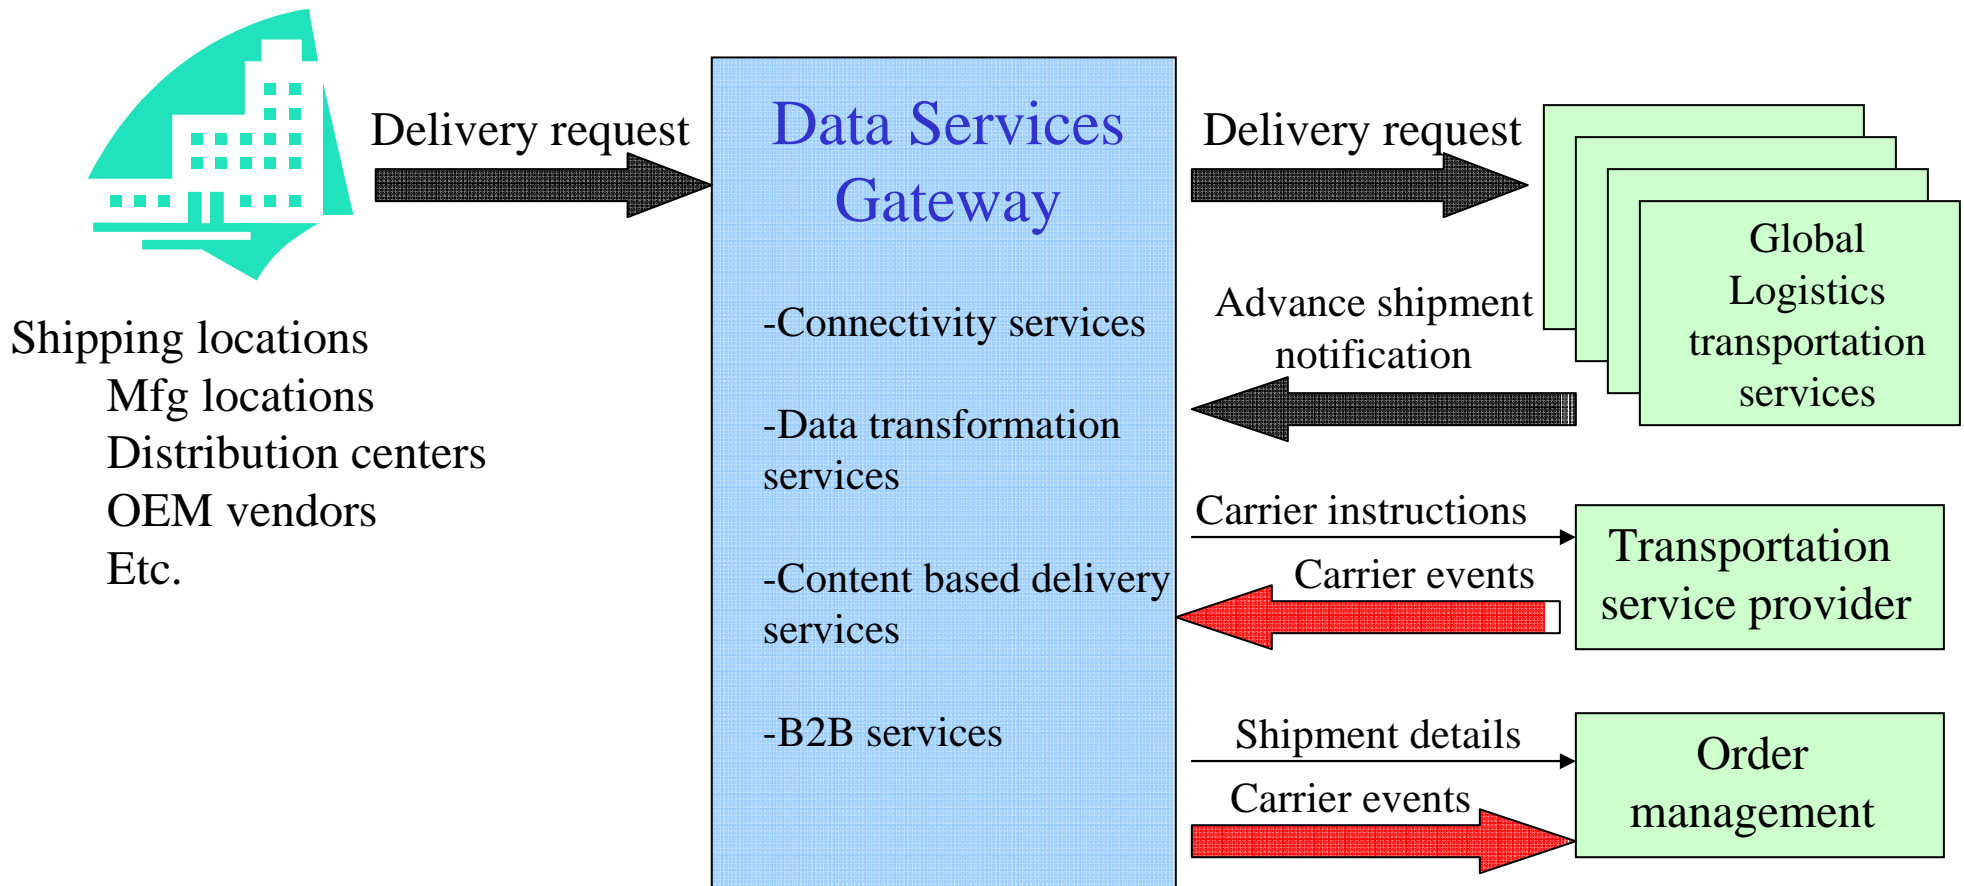 Delivery request
Shipping locations
Mfg locations
Distribution centers
OEM vendors
Etc.
Data Services
Gateway
-Connectivity services
-Data transformation
services
-Content based delivery
services
-B2B services
Delivery request
Global
Logistics
transportation
services
Advance shipment
notification
Carrier instructions
Carrier events
Transportation
service provider
Shipment details
Carrier events
Order
management